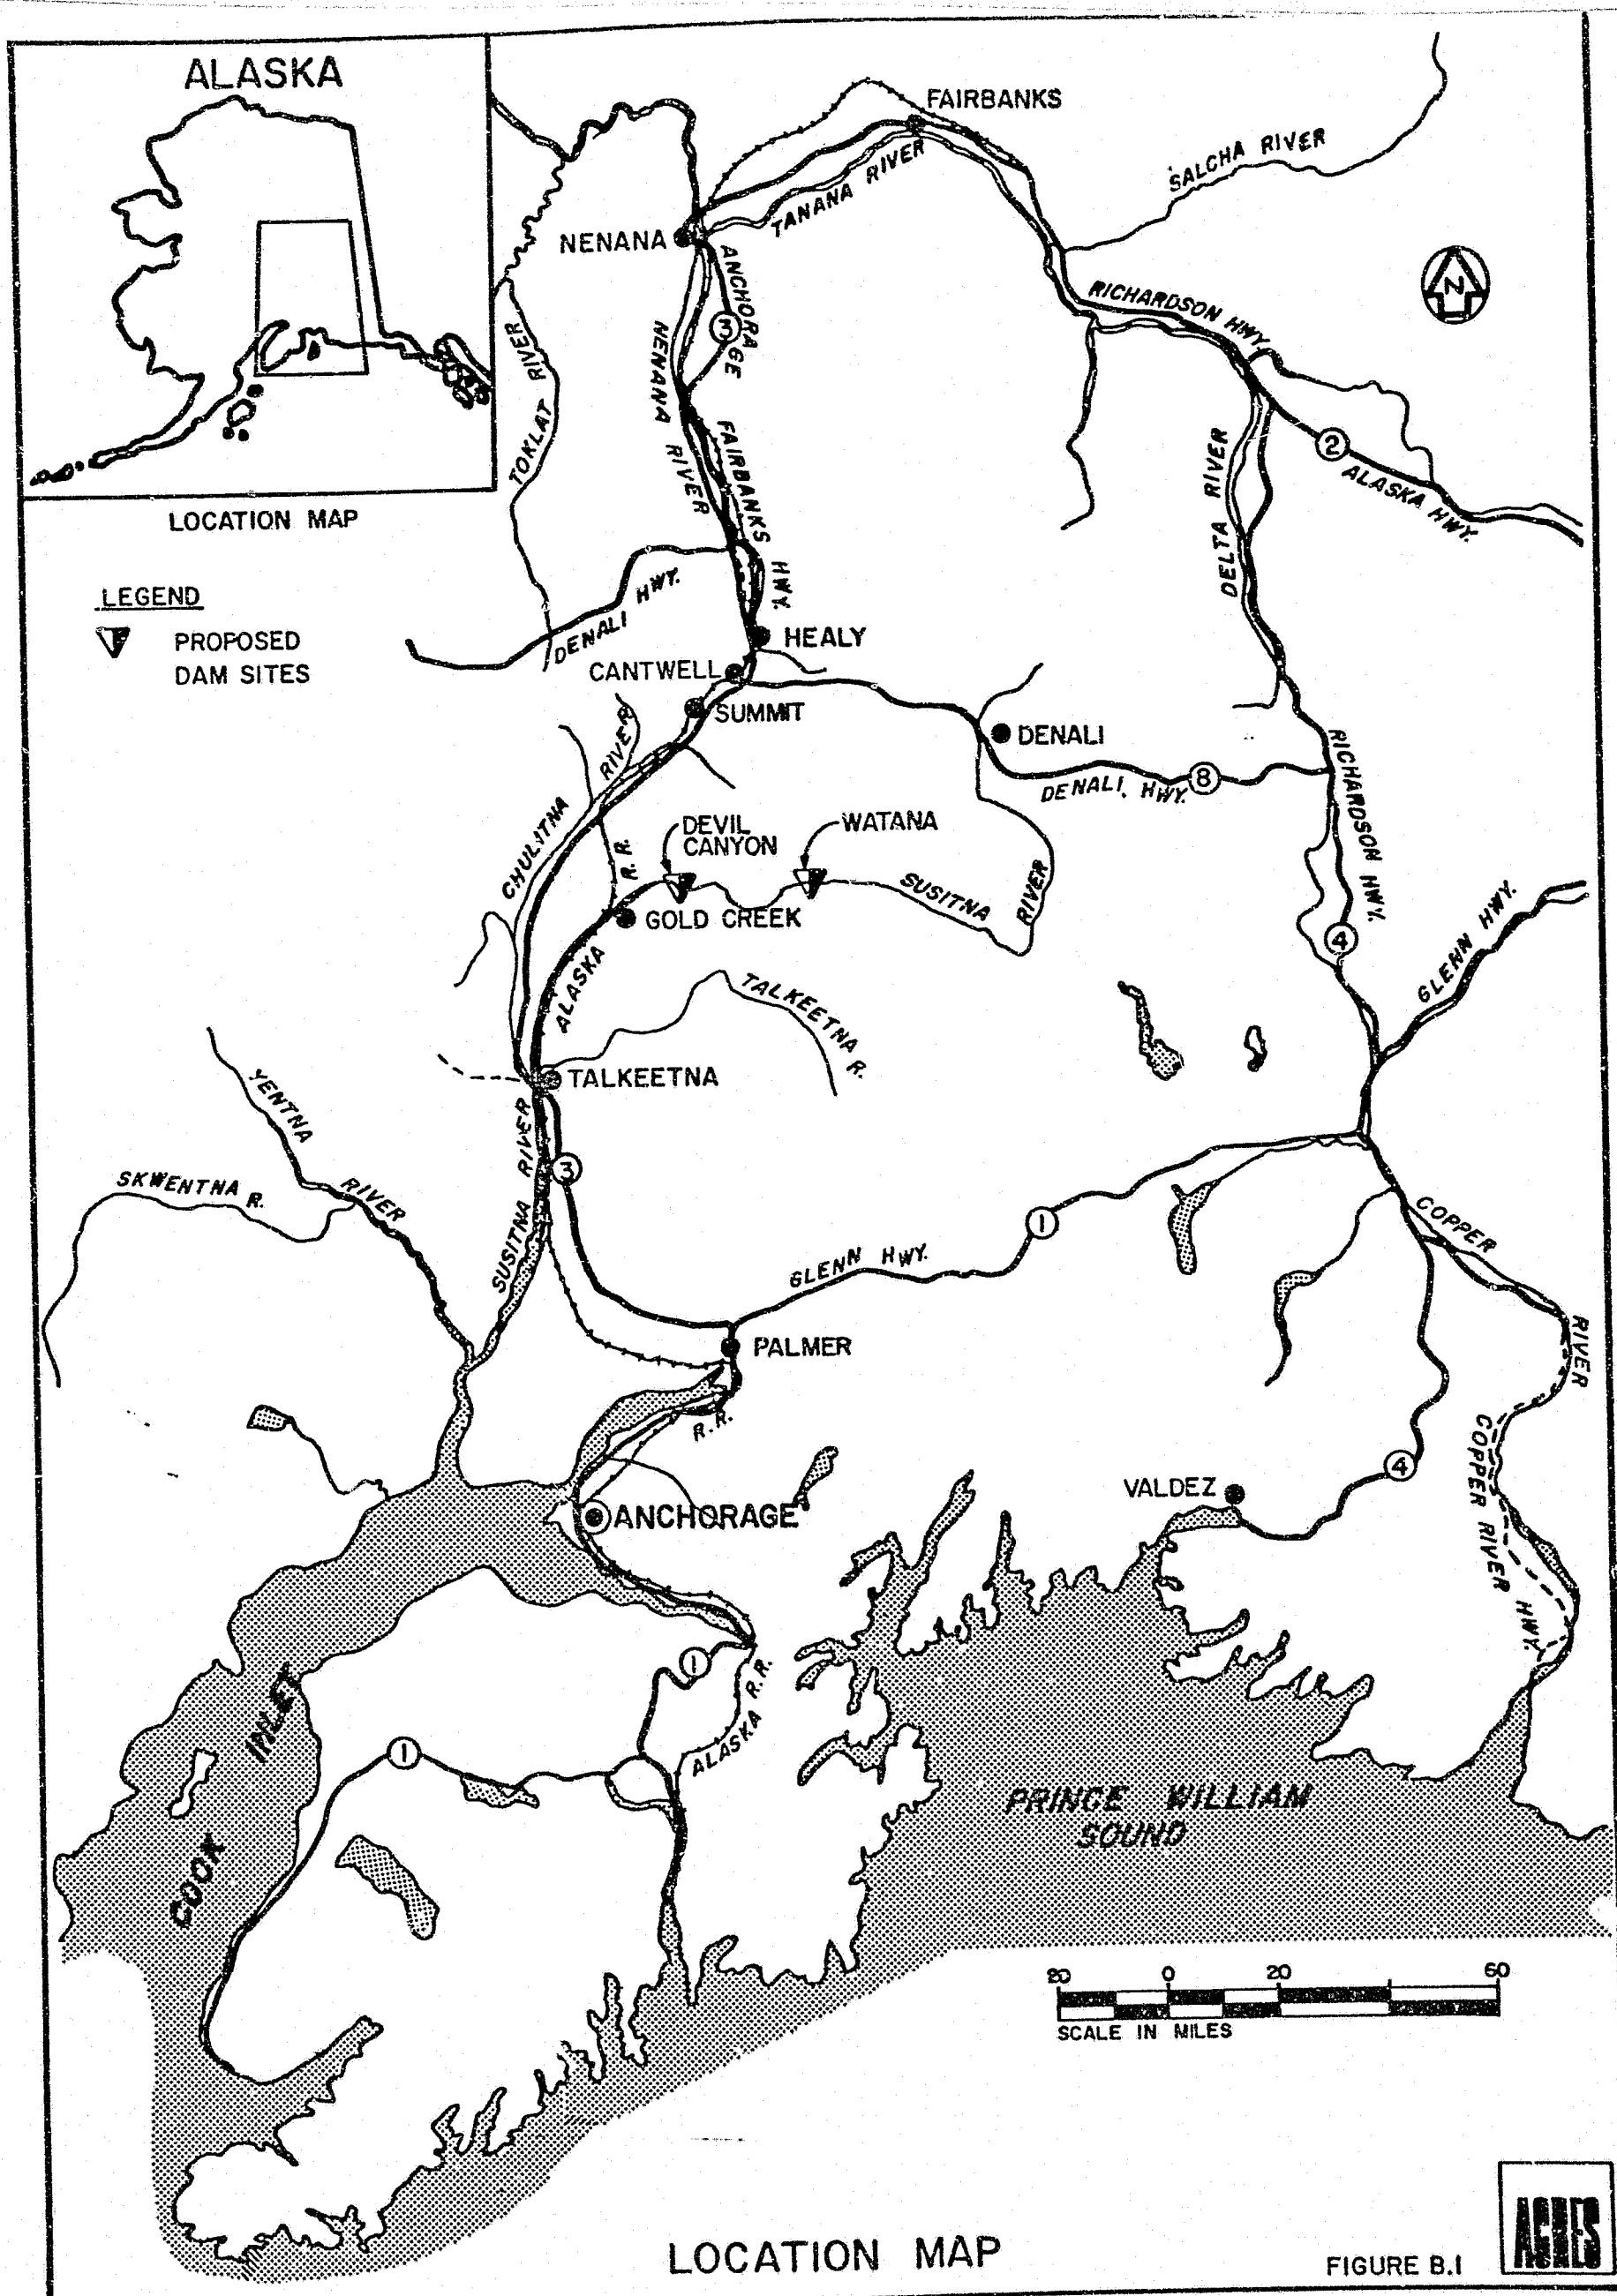 ALASKA
LOCATION MAP
LEGEND
PROPOSED
DAM SITES
FAIRBANKS
SALCHA RIVER
TANANA RIVER
NENANA
N
ANCHORAGE
3
FAIRBANKS
HWY.
NENANA RIVER
TOKLAT RIVER
RICHARDSON HWY.
2
ALASKA HWY.
DELTA RIVER
DENALI HWY.
HEALY
CANTWELL
SUMMIT
DENALI
DENALI HWY.
8
RICHARDSON HWY.
CHULITNA RIVER
R. R.
DEVIL
CANYON
WATANA
SUSITNA RIVER
GOLD CREEK
ALASKA
4
GLENN HWY.
TALKEETNA R.
TALKEETNA
YENTNA RIVER
SKWENTNA R.
SUSITNA RIVER
3
1
GLENN HWY.
COPPER RIVER
PALMER
R.R.
COPPER RIVER HWY.
4
VALDEZ
ANCHORAGE
1
ALASKA R.R.
1
COOK INLET
PRINCE WILLIAM
SOUND
20 0 20 60
SCALE IN MILES
LOCATION MAP
FIGURE B.1
ACRES